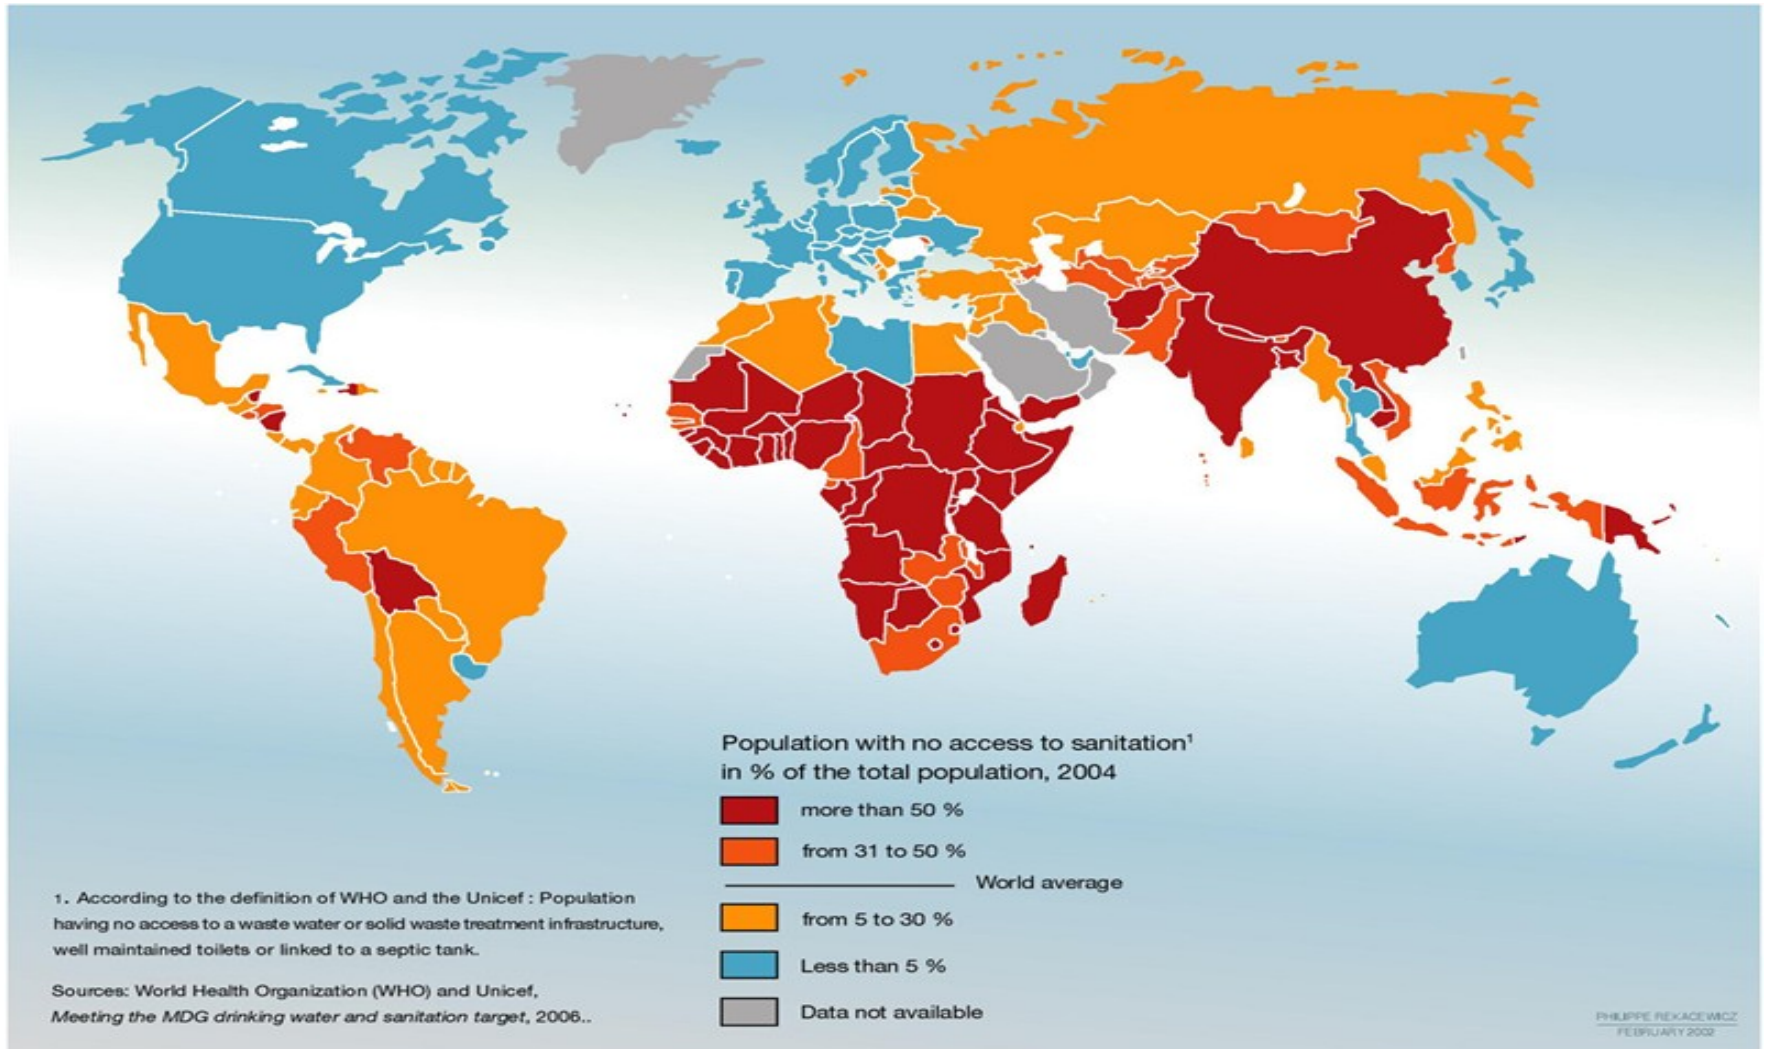 Population with no access to sanitation¹
in % of the total population, 2004
more than 50 %
from 31 to 50 %
World average
from 5 to 30 %
Less than 5 %
Data not available
1. According to the definition of WHO and the Unicef : Population
having no access to a waste water or solid waste treatment infrastructure,
well maintained toilets or linked to a septic tank.
Sources: World Health Organization (WHO) and Unicef,
Meeting the MDG drinking water and sanitation target, 2006..
PHILIPPE REKACEWICZ
FEBRUARY 2002